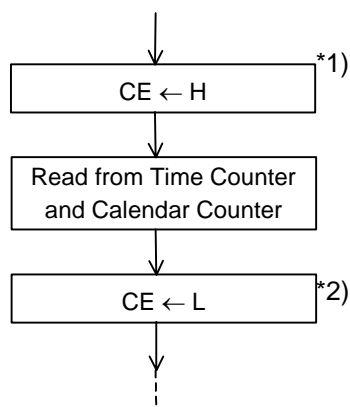 *1)
CE ← H
Read from Time Counter
and Calendar Counter
*2)
CE ← L